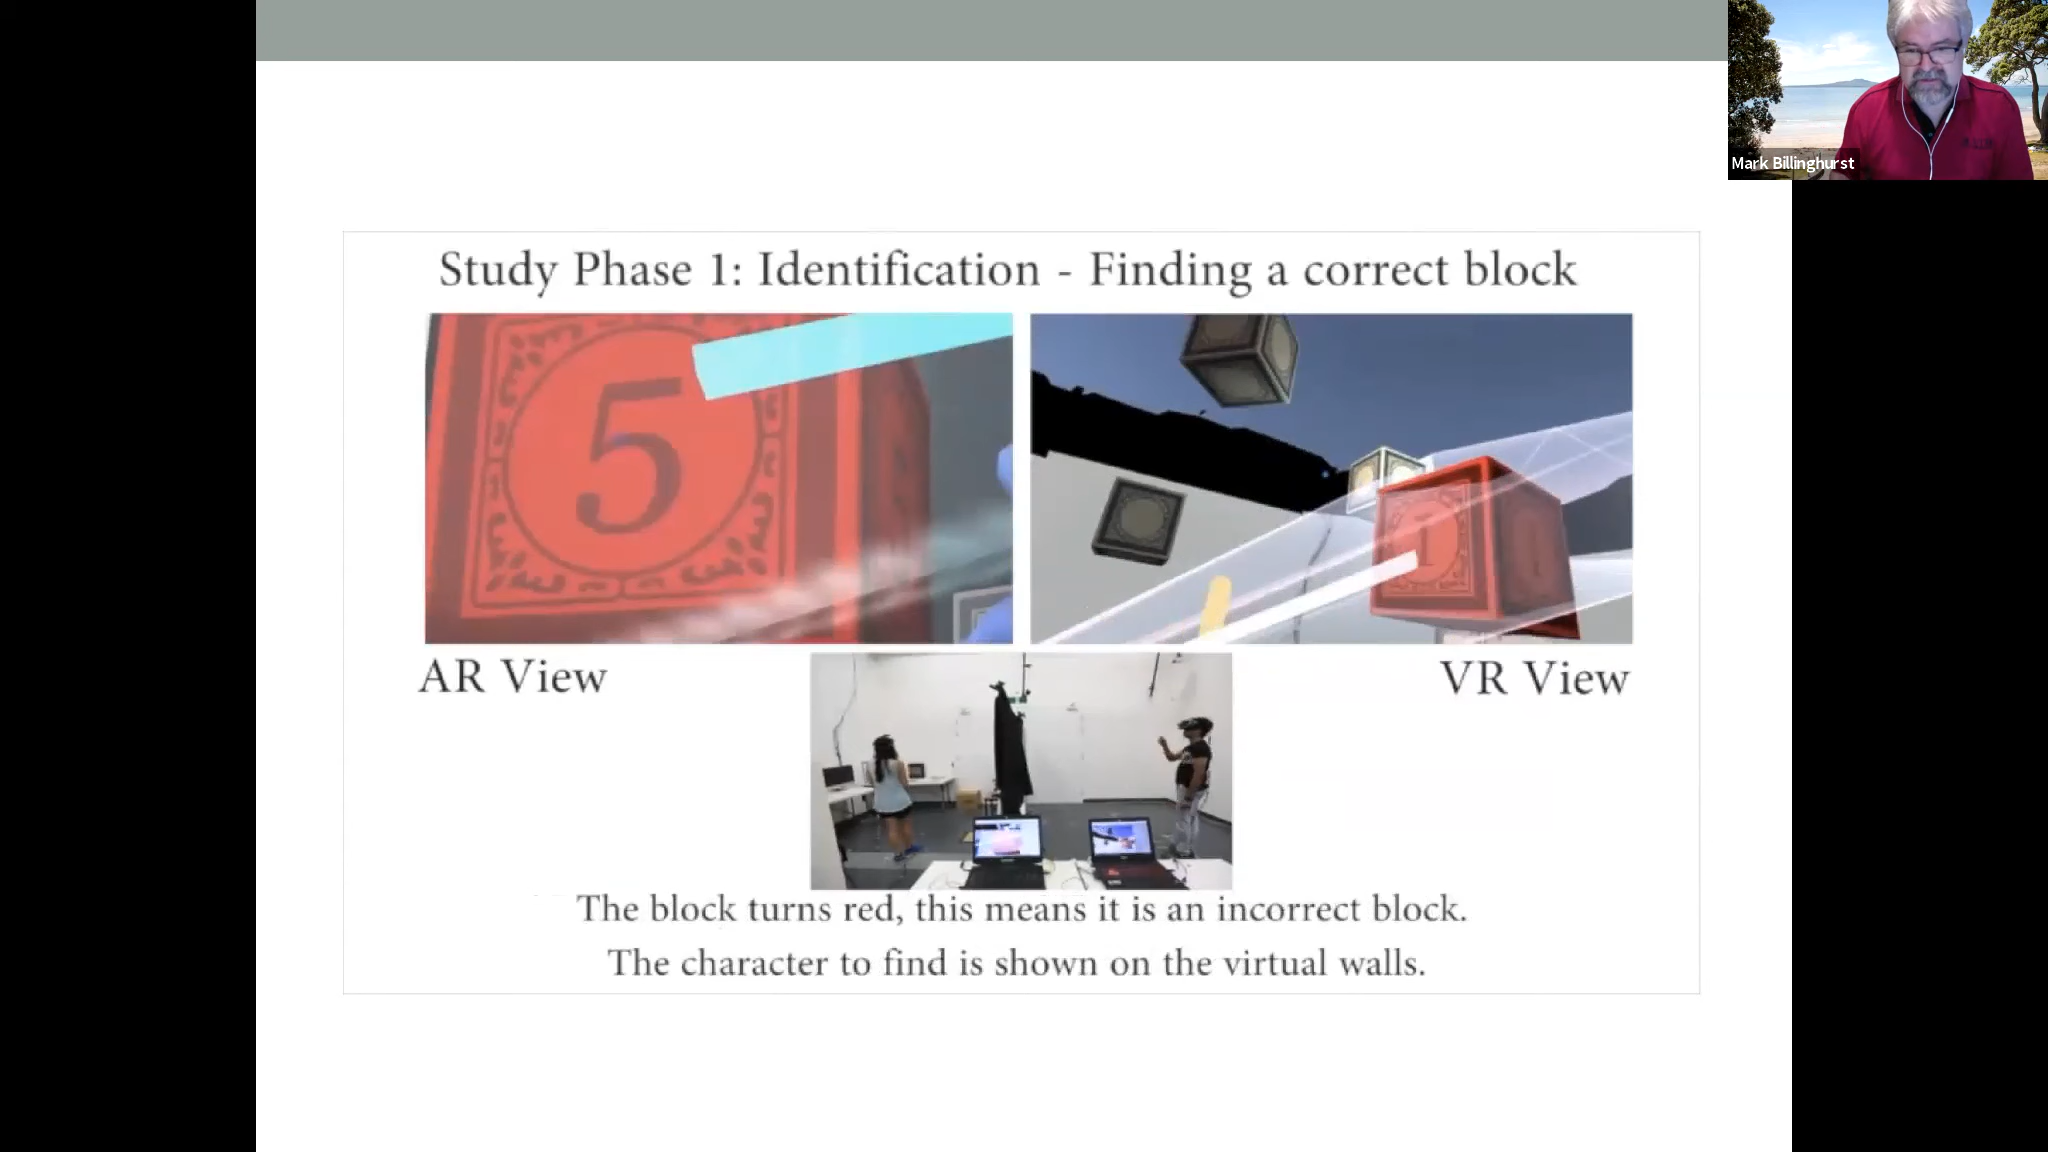 Mark Billinghurst
Study Phase 1: Identification - Finding a correct block
5
1
AR View
VR View
The block turns red, this means it is an incorrect block.
The character to find is shown on the virtual walls.